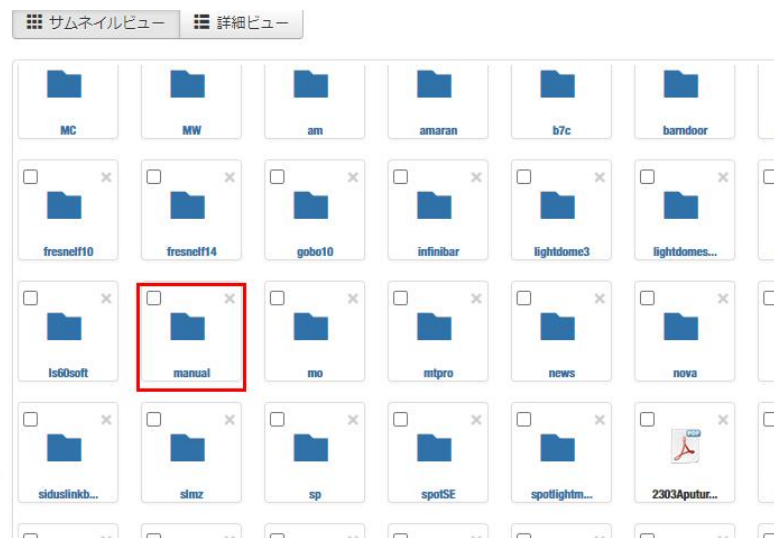 サムネイルビュー 詳細ビュー
MC MW am amaran b7c barndoor
fresnelf10 fresnelf14 gobo10 infinibar lightdome3 lightdomes...
ls60soft manual mo mtpro news nova
siduslinkb... slmz sp spotSE spotlightm... 2303Aputur...